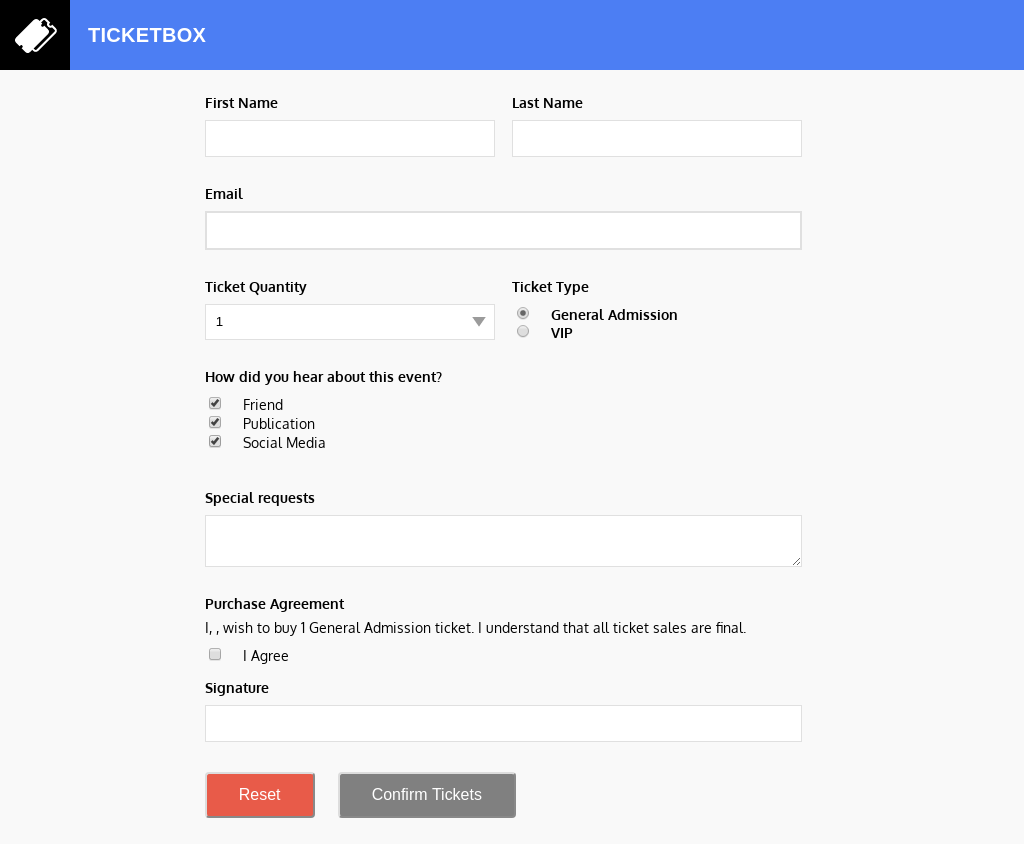 TICKETBOX
First Name
Last Name
Email
Ticket Quantity
Ticket Type
1
General Admission
VIP
How did you hear about this event?
Friend
Publication
Social Media
Special requests
Purchase Agreement
I, , wish to buy 1 General Admission ticket. I understand that all ticket sales are final.
I Agree
Signature
Reset
Confirm Tickets